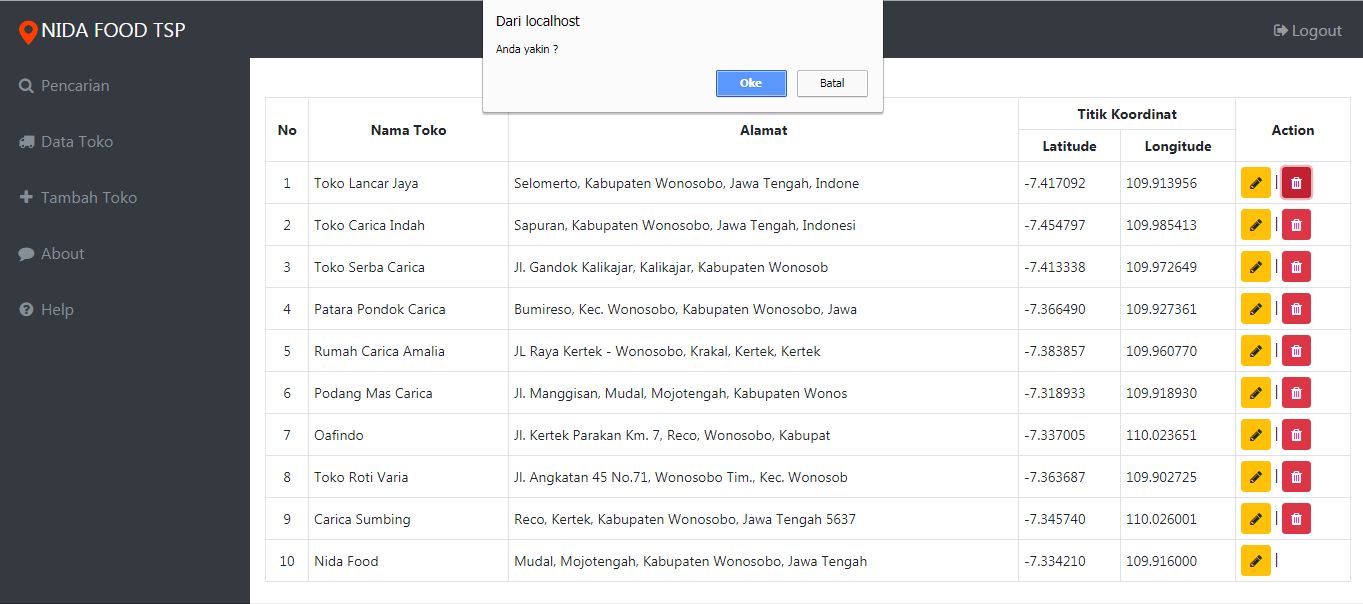 Dari localhost
Anda yakin ?
Oke Batal
NIDA FOOD TSP
Logout
Pencarian
Data Toko
Tambah Toko
About
Help
No Nama Toko Alamat Titik Koordinat Action
Latitude Longitude
1 Toko Lancar Jaya Selomerto, Kabupaten Wonosobo, Jawa Tengah, Indone -7.417092 109.913956 |
2 Toko Carica Indah Sapuran, Kabupaten Wonosobo, Jawa Tengah, Indonesi -7.454797 109.985413 |
3 Toko Serba Carica Jl. Gandok Kalikajar, Kalikajar, Kabupaten Wonosob -7.413338 109.972649 |
4 Patara Pondok Carica Bumireso, Kec. Wonosobo, Kabupaten Wonosobo, Jawa -7.366490 109.927361 |
5 Rumah Carica Amalia JL Raya Kertek - Wonosobo, Krakal, Kertek, Kertek -7.383857 109.960770 |
6 Podang Mas Carica Jl. Manggisan, Mudal, Mojotengah, Kabupaten Wonos -7.318933 109.918930 |
7 Oafindo Jl. Kertek Parakan Km. 7, Reco, Wonosobo, Kabupat -7.337005 110.023651 |
8 Toko Roti Varia Jl. Angkatan 45 No.71, Wonosobo Tim., Kec. Wonosob -7.363687 109.902725 |
9 Carica Sumbing Reco, Kertek, Kabupaten Wonosobo, Jawa Tengah 5637 -7.345740 110.026001 |
10 Nida Food Mudal, Mojotengah, Kabupaten Wonosobo, Jawa Tengah -7.334210 109.916000 |